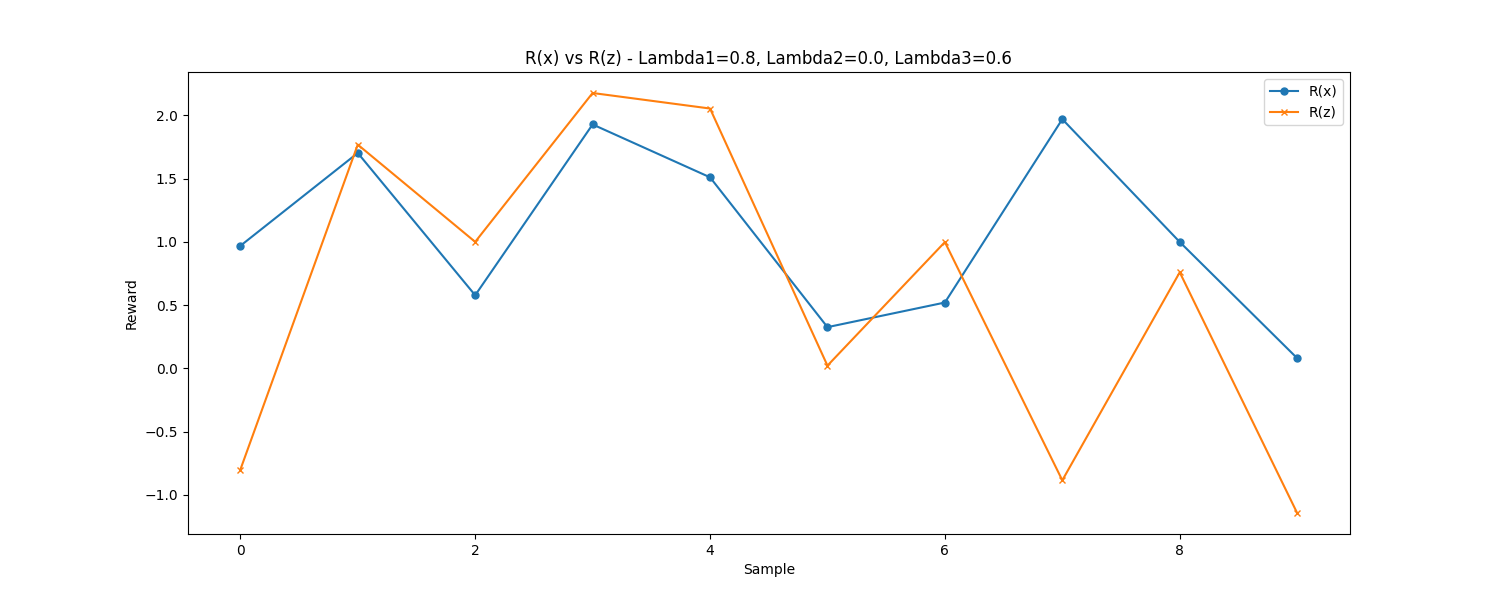 R(x) vs R(z) - Lambda1=0.8, Lambda2=0.0, Lambda3=0.6
R(x)
R(z)
2.0
1.5
1.0
0.5
0.0
−0.5
−1.0
Reward
0 2 4 6 8
Sample